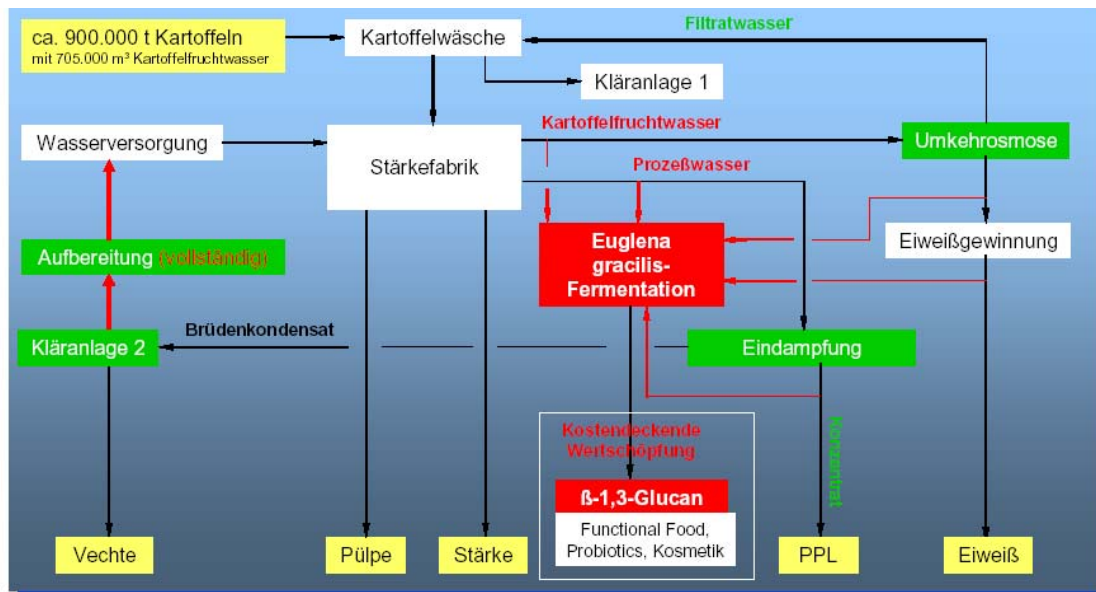 ca. 900.000 t Kartoffeln
mit 705.000 m³ Kartoffelfruchtwasser
Kartoffelwäsche
Filtratwasser
Kläranlage 1
Wasserversorgung
Stärkefabrik
Kartoffelfruchtwasser
Umkehrosmose
Prozeßwasser
Euglena
gracilis-
Fermentation
Eiweißgewinnung
Aufbereitung (vollständig)
Brüdenkondensat
Kläranlage 2
Eindampfung
Konzentrat
Kostendeckende
Wertschöpfung
ß-1,3-Glucan
Functional Food,
Probiotics, Kosmetik
Vechte
Pülpe
Stärke
PPL
Eiweiß